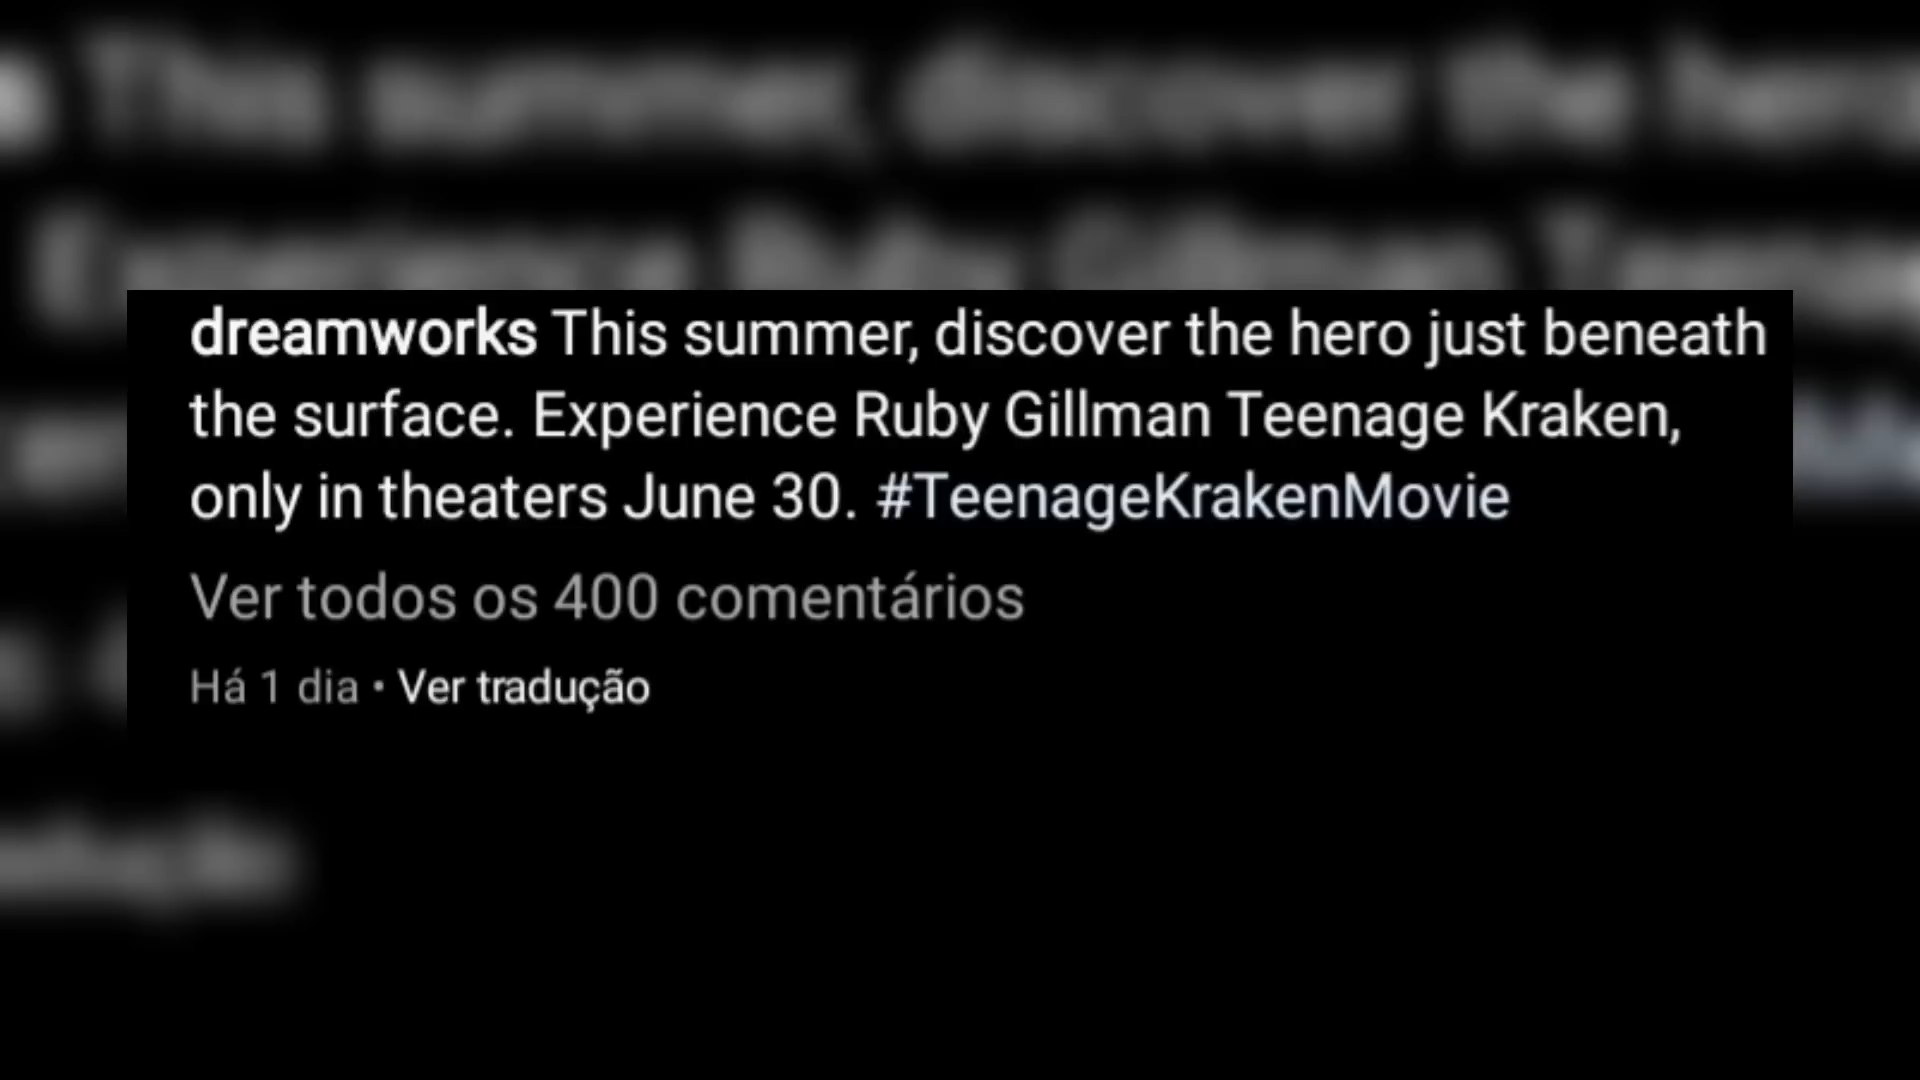 dreamworks This summer, discover the hero just beneath
the surface. Experience Ruby Gillman Teenage Kraken,
only in theaters June 30. #TeenageKrakenMovie
Ver todos os 400 comentários
Há 1 dia • Ver tradução